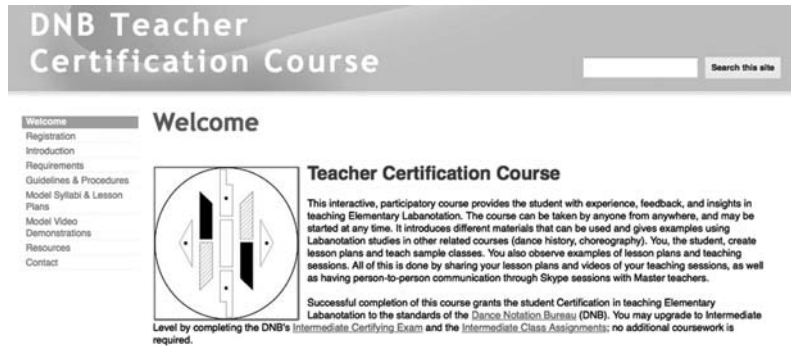 DNB Teacher
Certification Course
Search this site
Welcome
Registration
Introduction
Requirements
Guidelines & Procedures
Model Syllabi & Lesson
Plans
Model Video
Demonstrations
Resources
Contact
Welcome
Teacher Certification Course
This interactive, participatory course provides the student with experience, feedback, and insights in
teaching Elementary Labanotation. The course can be taken by anyone from anywhere, and may be
started at any time. It introduces different materials that can be used and gives examples using
Labanotation studies in other related courses (dance history, choreography). You, the student, create
lesson plans and teach sample classes. You also observe examples of lesson plans and teaching
sessions. All of this is done by sharing your lesson plans and videos of your teaching sessions, as well
as having person-to-person communication through Skype sessions with Master teachers.
Successful completion of this course grants the student Certification in teaching Elementary
Labanotation to the standards of the Dance Notation Bureau (DNB). You may upgrade to Intermediate
Level by completing the DNB's Intermediate Certifying Exam and the Intermediate Class Assignments; no additional coursework is
required.